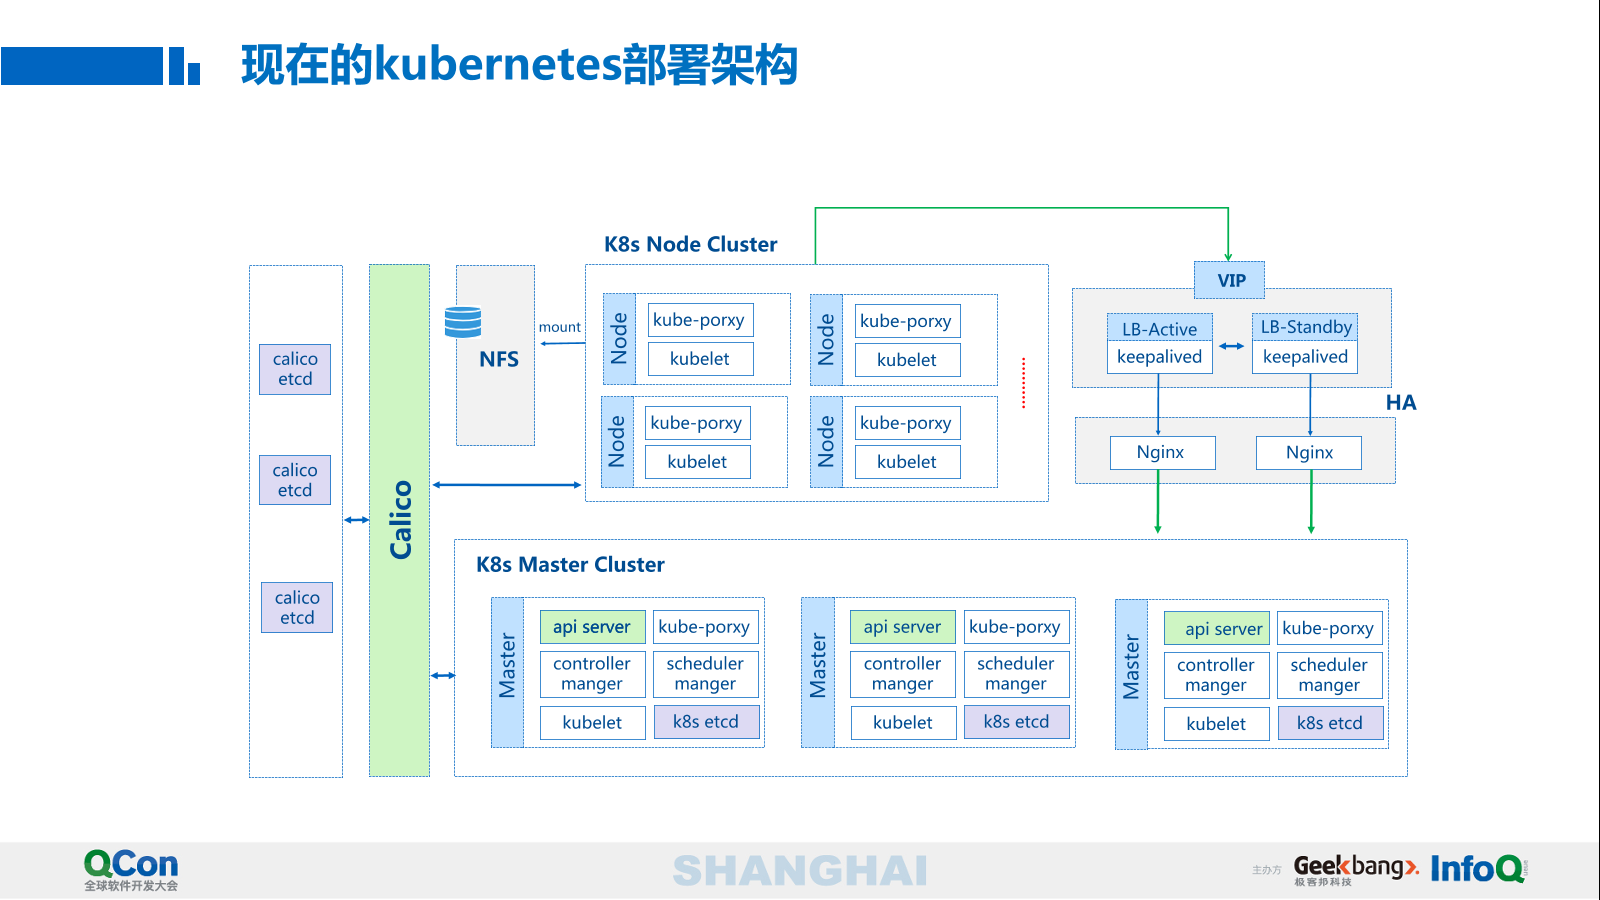 现在的kubernetes部署架构
K8s Node Cluster
VIP
calico
etcd
calico
etcd
calico
etcd
Calico
NFS
mount
Node
kube-porxy
kubelet
Node
kube-porxy
kubelet
Node
kube-porxy
kubelet
Node
kube-porxy
kubelet
LB-Active
keepalived
LB-Standby
keepalived
HA
Nginx
Nginx
K8s Master Cluster
Master
api server
kube-porxy
controller
manger
scheduler
manger
kubelet
k8s etcd
Master
api server
kube-porxy
controller
manger
scheduler
manger
kubelet
k8s etcd
Master
api server
kube-porxy
controller
manger
scheduler
manger
kubelet
k8s etcd
QCon
全球软件开发大会
SHANGHAI
主办方
Geekbang
极客邦科技
InfoQ